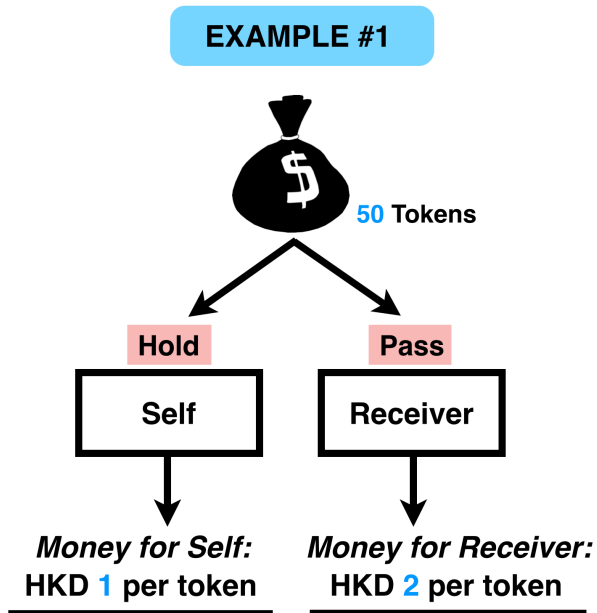 EXAMPLE #1
$
50 Tokens
Hold
Pass
Self
Receiver
Money for Self:
HKD 1 per token
Money for Receiver:
HKD 2 per token